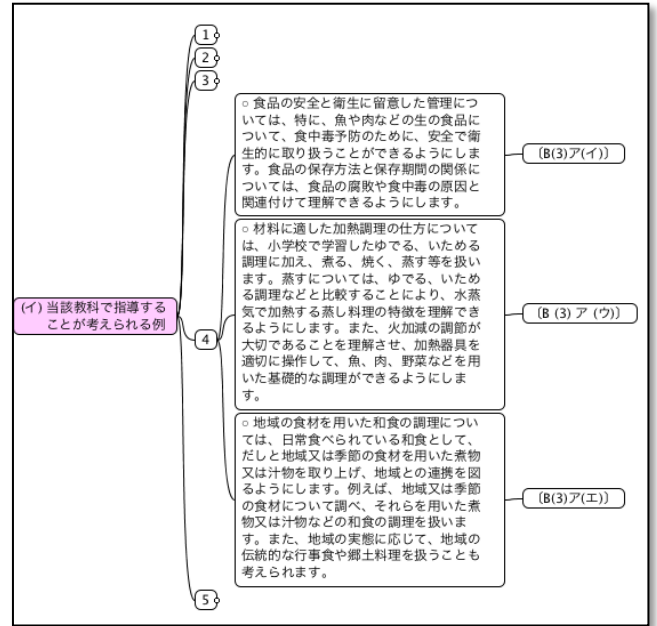 (イ) 当該教科で指導する
ことが考えられる例
1
2
3
4
○ 食品の安全と衛生に留意した管理につ
いては、特に、魚や肉などの生の食品に
ついて、食中毒予防のために、安全で衛
生的に取り扱うことができるようにしま
す。食品の保存方法と保存期間の関係に
ついては、食品の腐敗や食中毒の原因と
関連付けて理解できるようにします。
〔B(3)ア(イ)〕
○ 材料に適した加熱調理の仕方について
は、小学校で学習したゆでる、いためる
調理に加え、煮る、焼く、蒸す等を扱い
ます。蒸すについては、ゆでる、いため
る調理などと比較することにより、水蒸
気で加熱する蒸し料理の特徴を理解でき
るようにします。また、火加減の調節が
大切であることを理解させ、加熱器具を
適切に操作して、魚、肉、野菜などを用
いた基礎的な調理ができるようにしま
す。
〔B (3) ア (ウ)〕
○ 地域の食材を用いた和食の調理につい
ては、日常食べられている和食として、
だしと地域又は季節の食材を用いた煮物
又は汁物を取り上げ、地域との連携を図
るようにします。例えば、地域又は季節
の食材について調べ、それらを用いた煮
物又は汁物などの和食の調理を扱いま
す。また、地域の実態に応じて、地域の
伝統的な行事食や郷土料理を扱うことも
考えられます。
〔B(3)ア(エ)〕
5